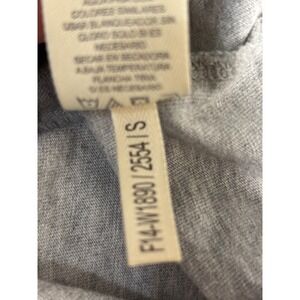 COLORES SIMILARES
USAR BLANQUEADOR SIN
CLORO SOLO SI ES
NECESARIO
SECAR EN SECADORA
A BAJA TEMPERATURA
PLANCHA TIBIA
SI ES NECESARIO
F14-W1890 / 2554 I S